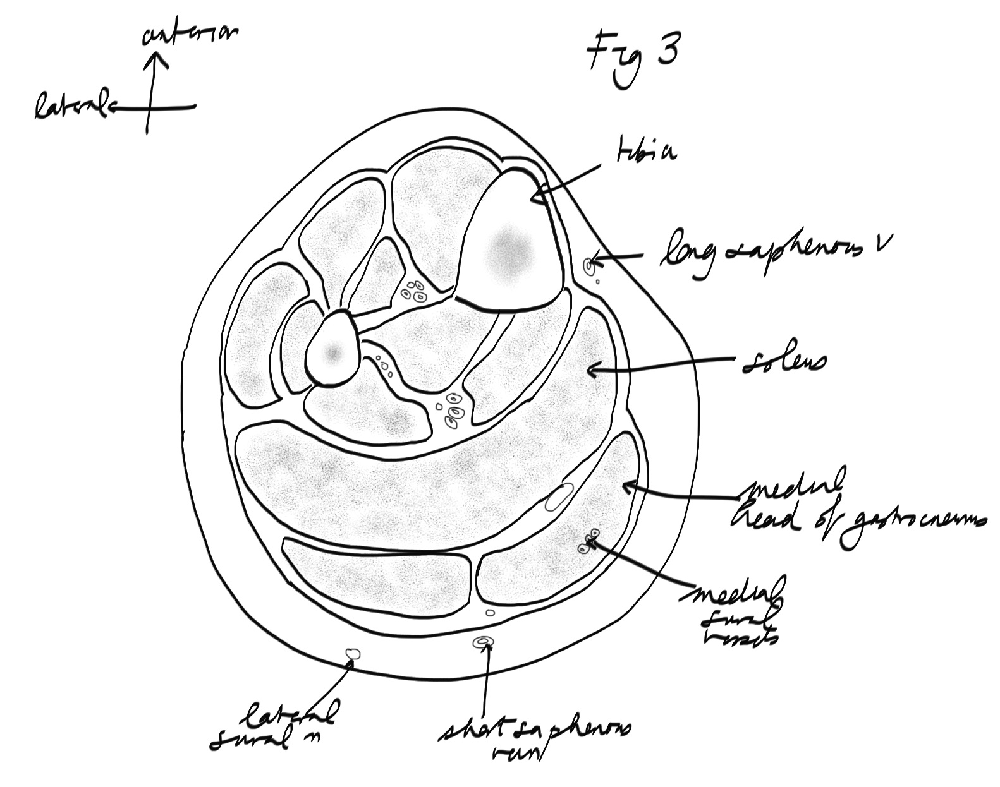 anterior
Fig 3
lateral
tibia
long saphenous v
soleus
medial
head of gastrocnemius
medial
sural
vessels
lateral
sural n
short saphenous
vein